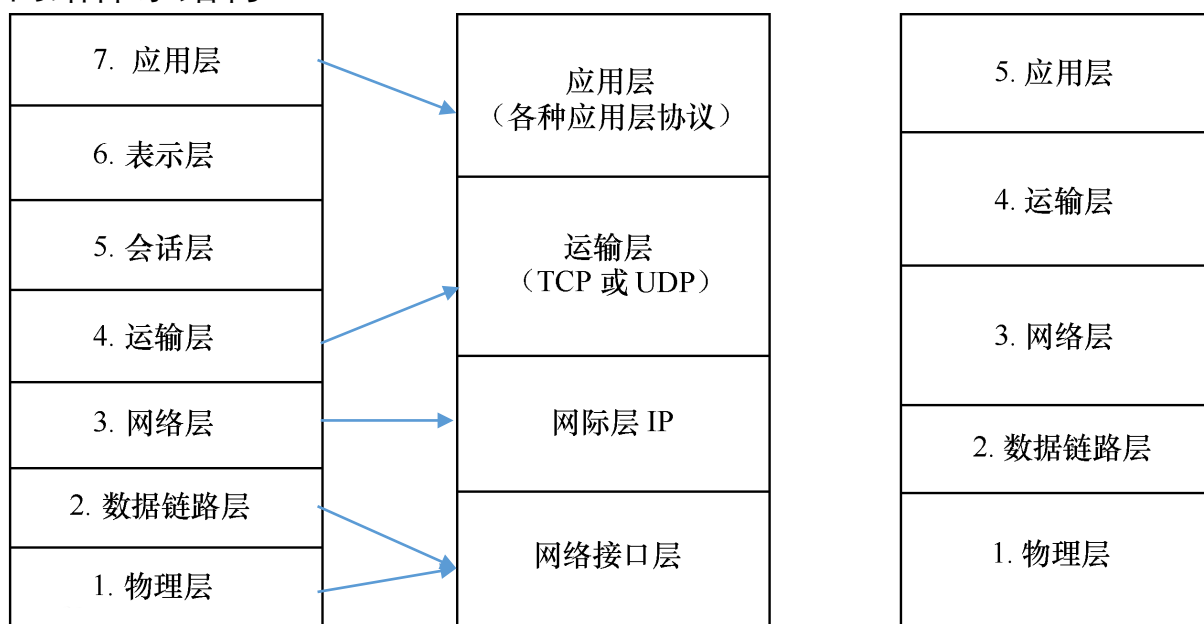 7. 应用层
6. 表示层
5. 会话层
4. 运输层
3. 网络层
2. 数据链路层
1. 物理层
应用层
（各种应用层协议）
运输层
（TCP 或 UDP）
网际层 IP
网络接口层
5. 应用层
4. 运输层
3. 网络层
2. 数据链路层
1. 物理层